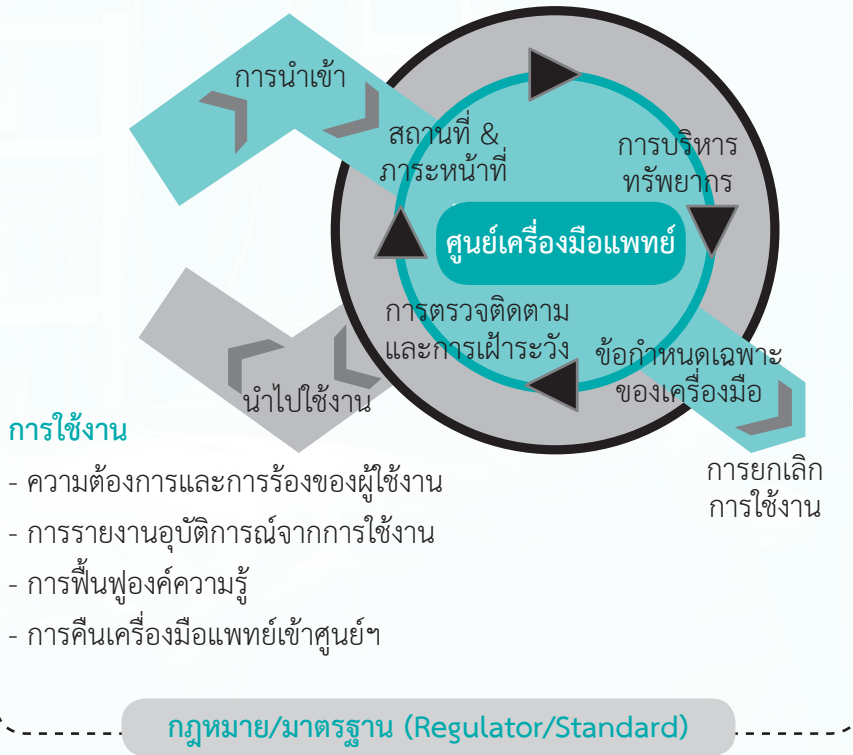 การนำเข้า
สถานที่ &
ภาระหน้าที่
การบริหาร
ทรัพยากร
ศูนย์เครื่องมือแพทย์
การตรวจติดตาม
และการเฝ้าระวัง
ข้อกำหนดเฉพาะ
ของเครื่องมือ
นำไปใช้งาน
การยกเลิก
การใช้งาน
การใช้งาน
- ความต้องการและการร้องของผู้ใช้งาน
- การรายงานอุบัติการณ์จากการใช้งาน
- การฟื้นฟูองค์ความรู้
- การคืนเครื่องมือแพทย์เข้าศูนย์ฯ
กฎหมาย/มาตรฐาน (Regulator/Standard)